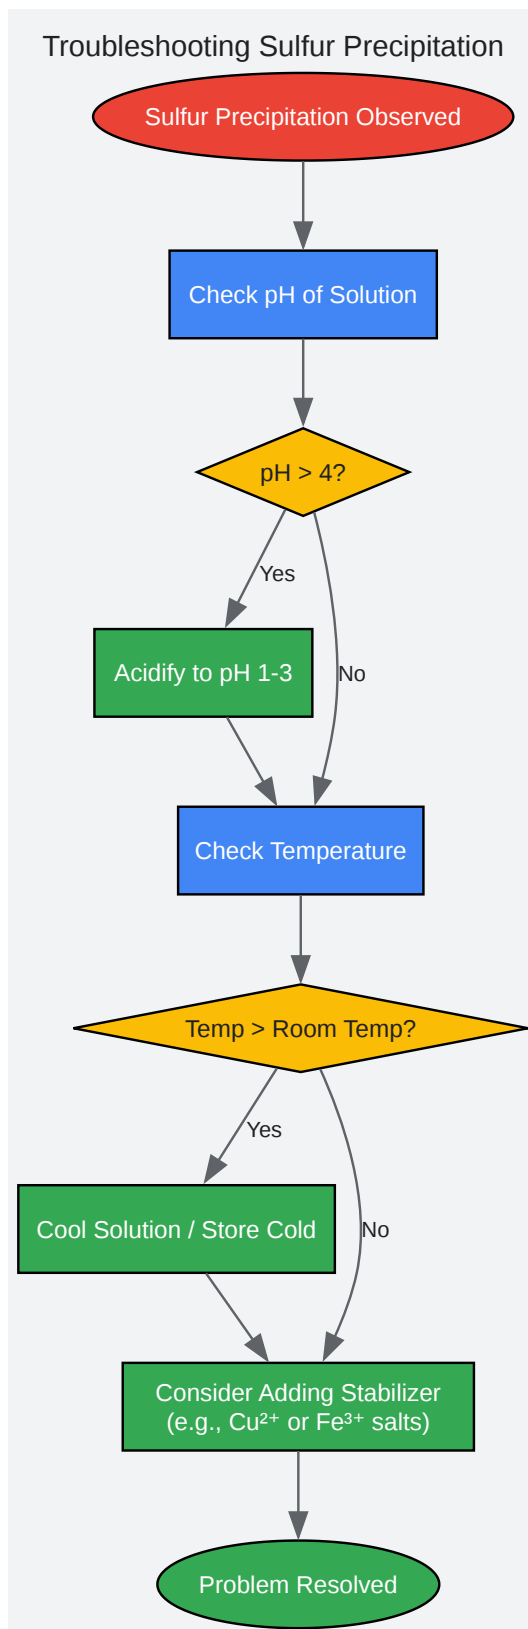 Troubleshooting Sulfur Precipitation
Sulfur Precipitation Observed
Check pH of Solution
pH > 4?
Yes
Acidify to pH 1-3
No
Check Temperature
Temp > Room Temp?
Yes
Cool Solution / Store Cold
No
Consider Adding Stabilizer
(e.g., Cu²⁺ or Fe³⁺ salts)
Problem Resolved